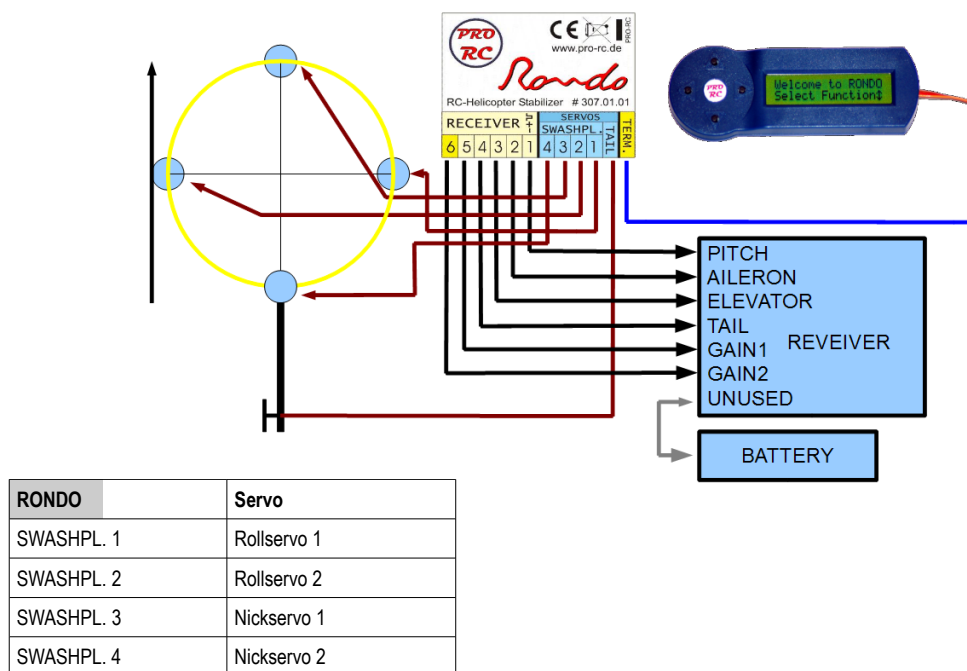 PRO
RC
CE
PRO-RC
www.pro-rc.de
Rondo
RC-Helicopter Stabilizer # 307.01.01
RECEIVER
SERVOS
SWASHPL.
TAIL
TERM.
6 5 4 3 2 1
4 3 2 1
Welcome to RONDO
Select Function
PRO
RC
PITCH
AILERON
ELEVATOR
TAIL
GAIN1
GAIN2
UNUSED
REVEIVER
BATTERY
RONDO Servo
SWASHPL. 1 Rollservo 1
SWASHPL. 2 Rollservo 2
SWASHPL. 3 Nickservo 1
SWASHPL. 4 Nickservo 2